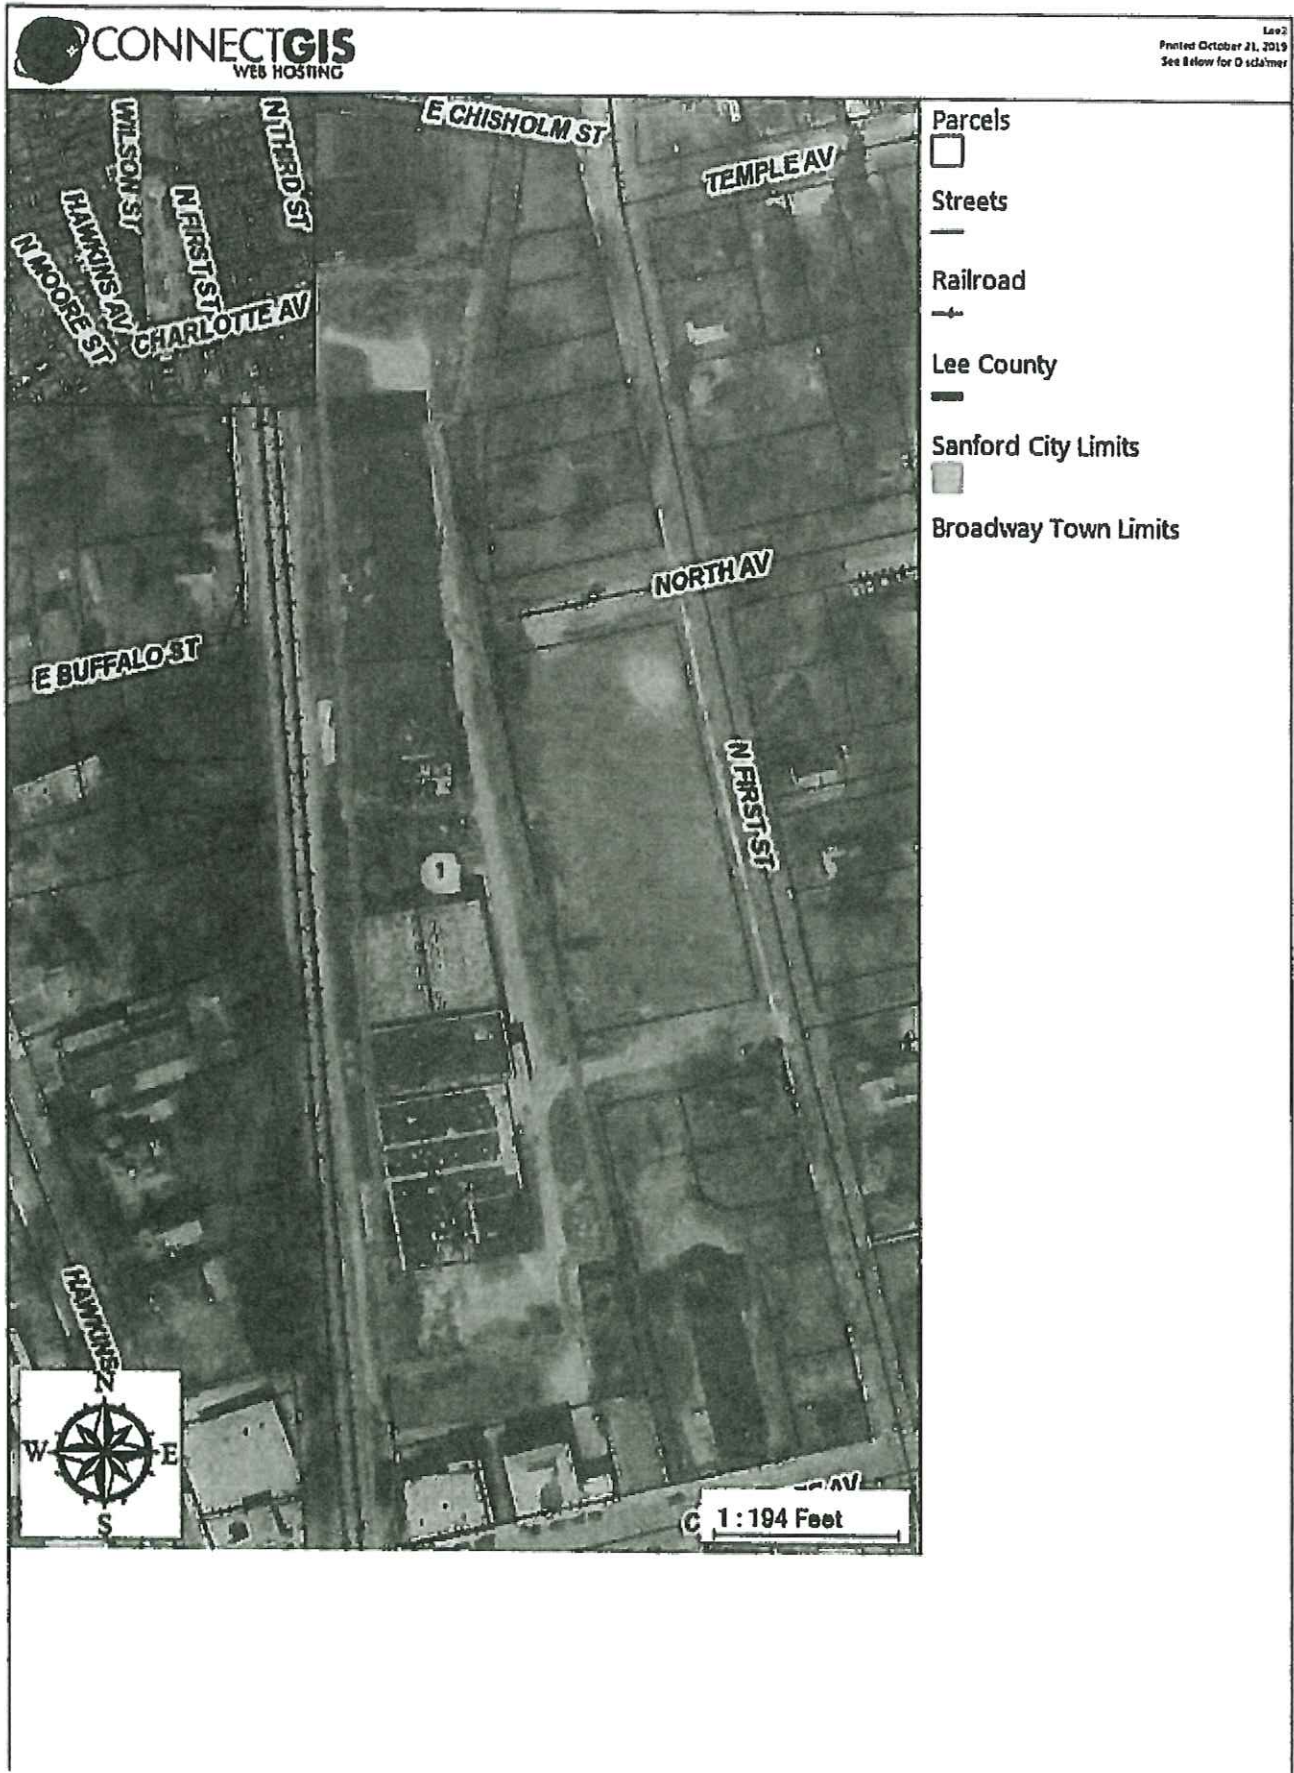 CONNECTGIS
WEB HOSTING
Lee2
Printed October 21, 2019
See Below for Disclaimer
WILSON ST
N THIRD ST
HAWKINS AV
N FIRST ST
N MOORE ST
CHARLOTTE AV
E CHISHOLM ST
TEMPLE AV
NORTH AV
E BUFFALO ST
N FIRST ST
1
HAWKINS
N
W
E
S
C
AV
1 : 194 Feet
Parcels
Streets
Railroad
Lee County
Sanford City Limits
Broadway Town Limits